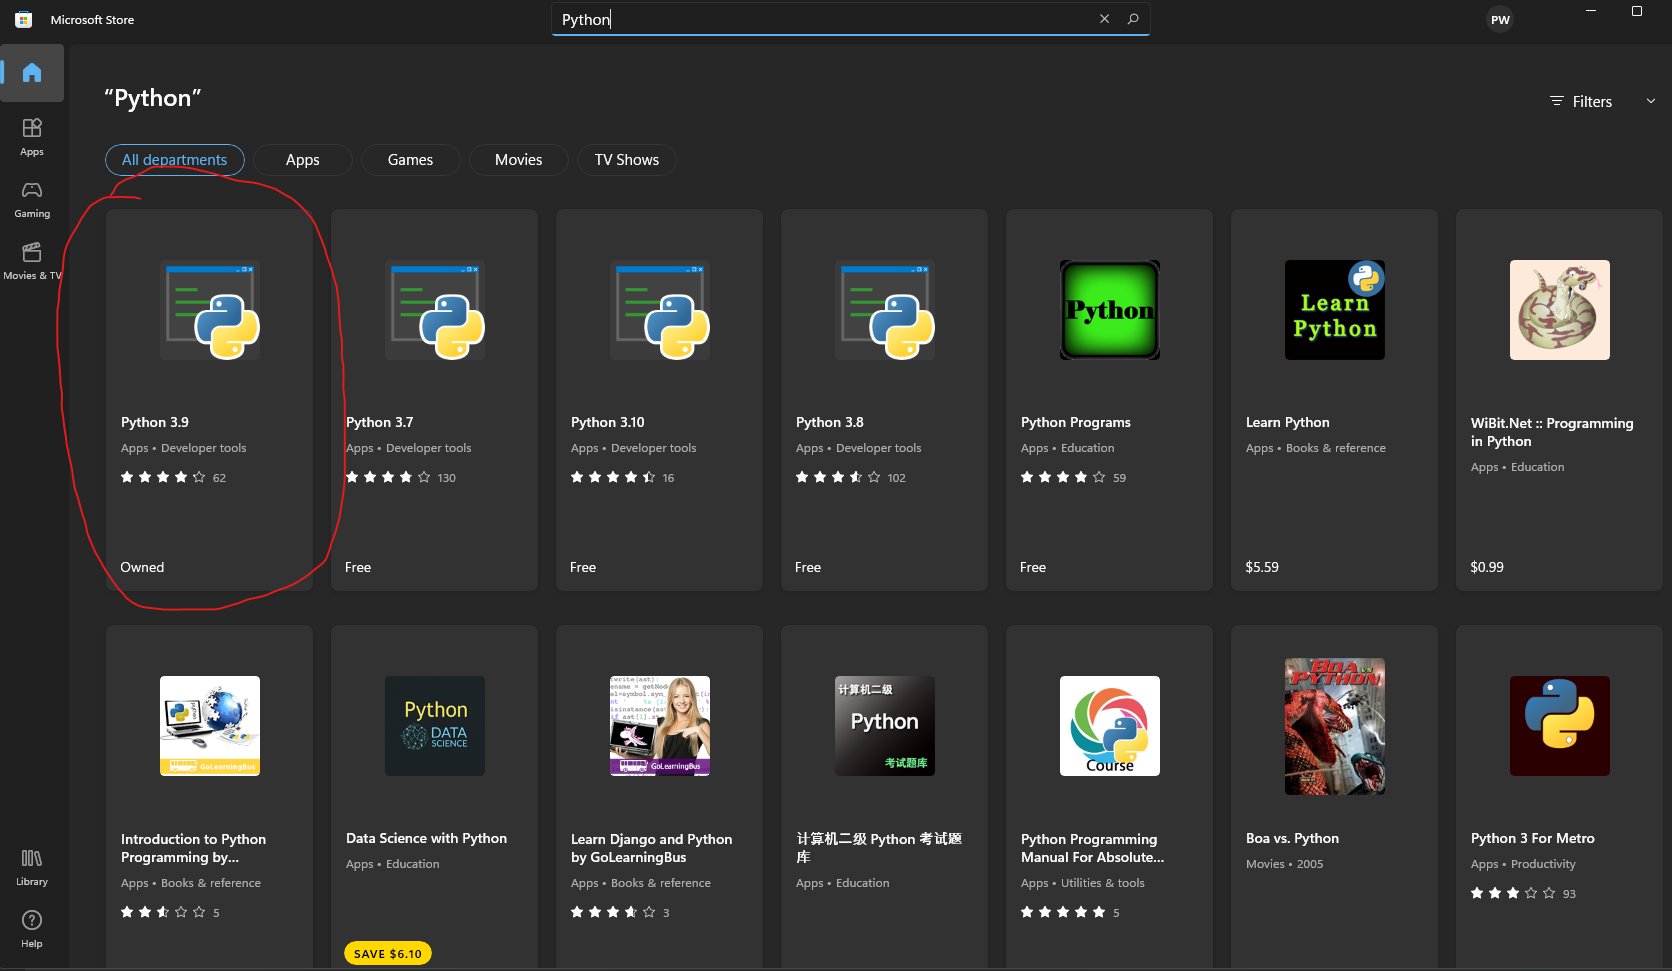 Microsoft Store
Python
PW
Apps
Gaming
Movies & TV
Library
Help
“Python”
Filters
All departments
Apps
Games
Movies
TV Shows
Python 3.9
Apps • Developer tools
62
Owned
Python 3.7
Apps • Developer tools
130
Free
Python 3.10
Apps • Developer tools
16
Free
Python 3.8
Apps • Developer tools
102
Free
Python
Python Programs
Apps • Education
59
Free
Learn
Python
Learn Python
Apps • Books & reference
$5.59
WiBit.Net :: Programming
in Python
Apps • Education
$0.99
GoLearningBus
Introduction to Python
Programming by...
Apps • Books & reference
5
Python
DATA
SCIENCE
Data Science with Python
Apps • Education
SAVE $6.10
GoLearningBus
Learn Django and Python
by GoLearningBus
Apps • Books & reference
3
计算机二级
Python
考试题库
计算机二级 Python 考试题
库
Apps • Education
Course
Python Programming
Manual For Absolute...
Apps • Utilities & tools
5
BOA vs
PYTHON
Boa vs. Python
Movies • 2005
Python 3 For Metro
Apps • Productivity
93